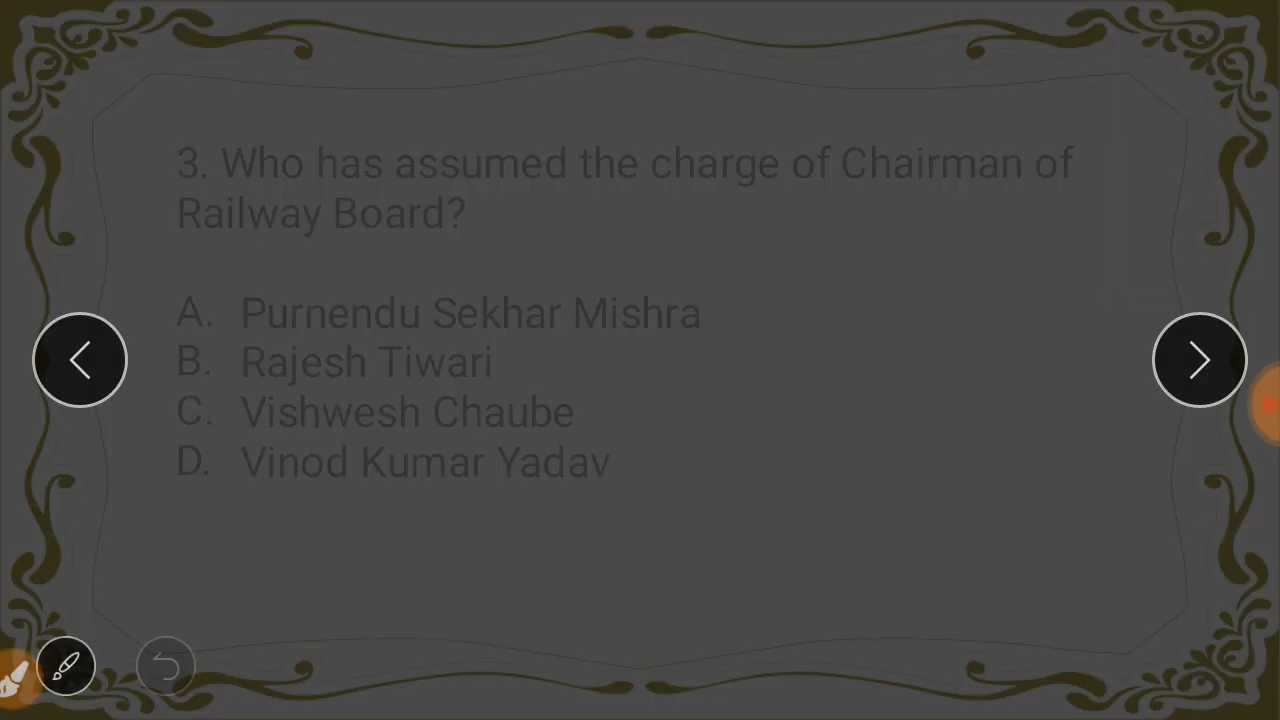 3. Who has assumed the charge of Chairman of
Railway Board?
A. Purnendu Sekhar Mishra
B. Rajesh Tiwari
C. Vishwesh Chaube
D. Vinod Kumar Yadav